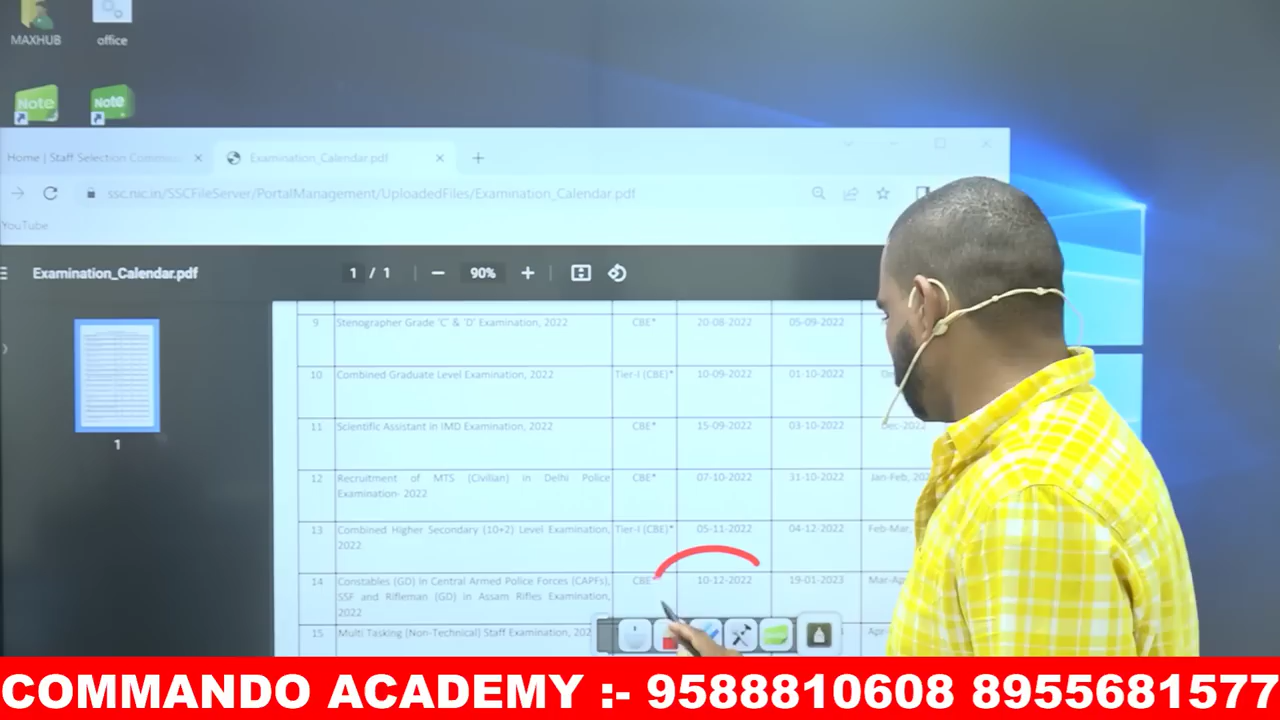 MAXHUB
office
Note
Note
Home | Staff Selection Commis
Examination_Calendar.pdf
ssc.nic.in/SSCFileServer/PortalManagement/UploadedFiles/Examination_Calendar.pdf
YouTube
Examination_Calendar.pdf
1 / 1
90%
1
9 Stenographer Grade 'C' & 'D' Examination, 2022 CBE* 20-08-2022 05-09-2022
10 Combined Graduate Level Examination, 2022 Tier-I (CBE)* 10-09-2022 01-10-2022
11 Scientific Assistant in IMD Examination, 2022 CBE* 15-09-2022 03-10-2022 Dec-2022
12 Recruitment of MTS (Civilian) in Delhi Police CBE* 07-10-2022 31-10-2022 Jan-Feb, 202
Examination- 2022
13 Combined Higher Secondary (10+2) Level Examination, Tier-I (CBE)* 05-11-2022 04-12-2022 Feb-Mar,
2022
14 Constables (GD) in Central Armed Police Forces (CAPFs), CBE* 10-12-2022 19-01-2023 Mar-Ap
SSF and Rifleman (GD) in Assam Rifles Examination,
2022
15 Multi Tasking (Non-Technical) Staff Examination, 202 Apr-
COMMANDO ACADEMY :- 9588810608 8955681577